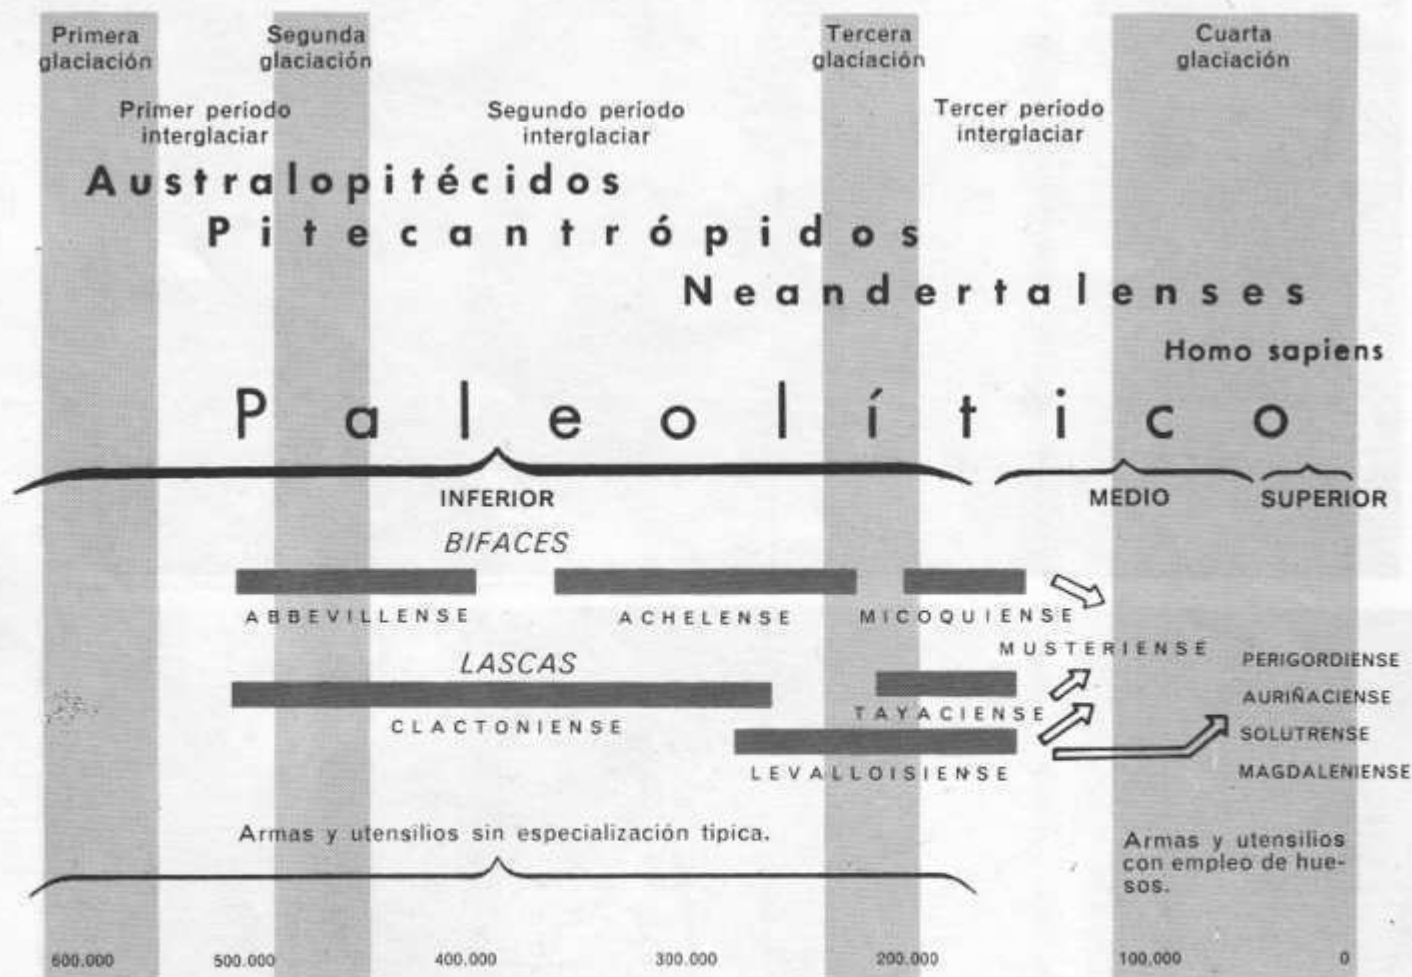 Primera
glaciación
Segunda
glaciación
Tercera
glaciación
Cuarta
glaciación
Primer período
interglaciar
Segundo período
interglaciar
Tercer período
interglaciar
Australopitécidos
Pitecantrópidos
Neandertalenses
Homo sapiens
Paleolítico
INFERIOR
MEDIO
SUPERIOR
BIFACES
ABBEVILLENSE
ACHELENSE
MICOQUIENSE
MUSTERIENSE
LASCAS
CLACTONIENSE
TAYACIENSE
LEVALLOISIENSE
PERIGORDIENSE
AURIÑACIENSE
SOLUTRENSE
MAGDALENIENSE
Armas y utensilios sin especialización típica.
Armas y utensilios
con empleo de hue-
sos.
600.000 500.000 400.000 300.000 200.000 100.000 0